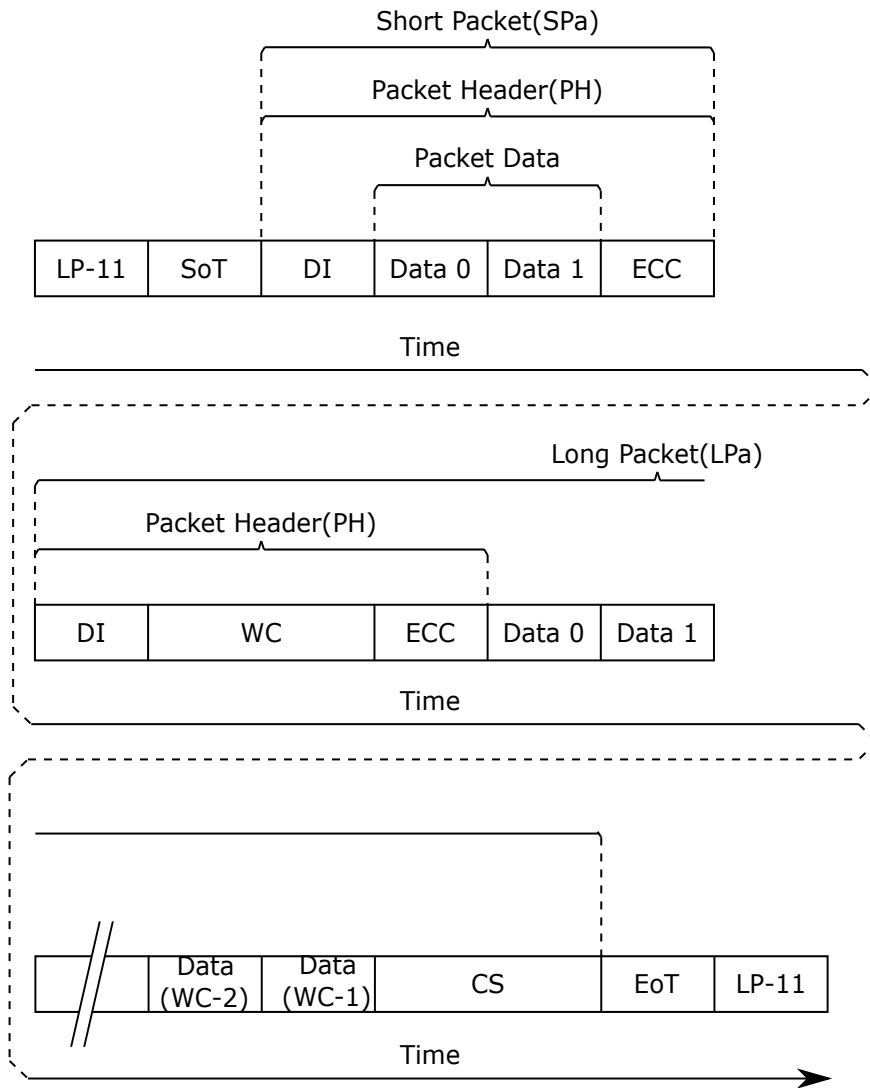 Short Packet(SPa)
Packet Header(PH)
Packet Data
LP-11 SoT DI Data 0 Data 1 ECC
Time
Long Packet(LPa)
Packet Header(PH)
DI WC ECC Data 0 Data 1
Time
Data (WC-2)
Data (WC-1)
CS EoT LP-11
Time